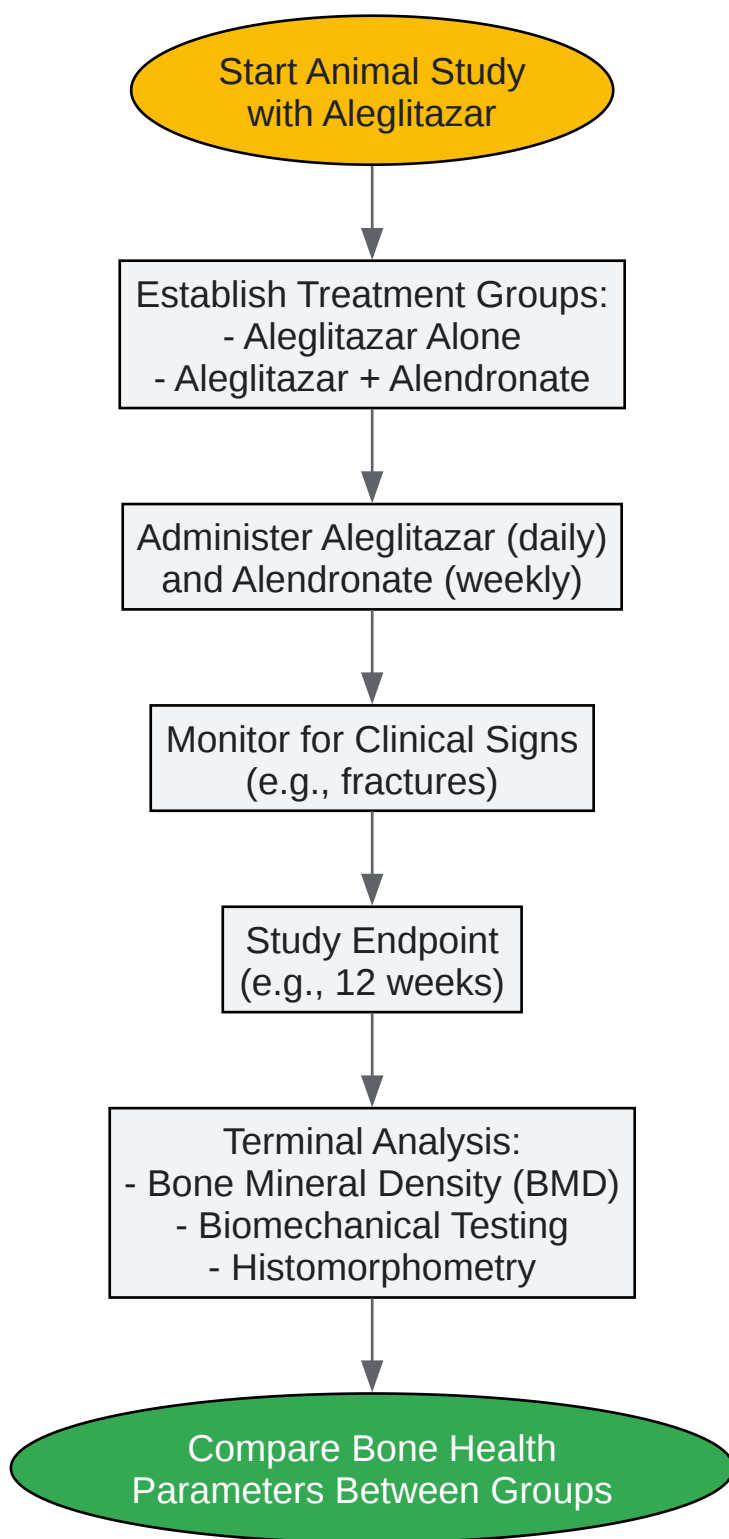 Start Animal Study
with Aleglitazar
Establish Treatment Groups:
- Aleglitazar Alone
- Aleglitazar + Alendronate
Administer Aleglitazar (daily)
and Alendronate (weekly)
Monitor for Clinical Signs
(e.g., fractures)
Study Endpoint
(e.g., 12 weeks)
Terminal Analysis:
- Bone Mineral Density (BMD)
- Biomechanical Testing
- Histomorphometry
Compare Bone Health
Parameters Between Groups